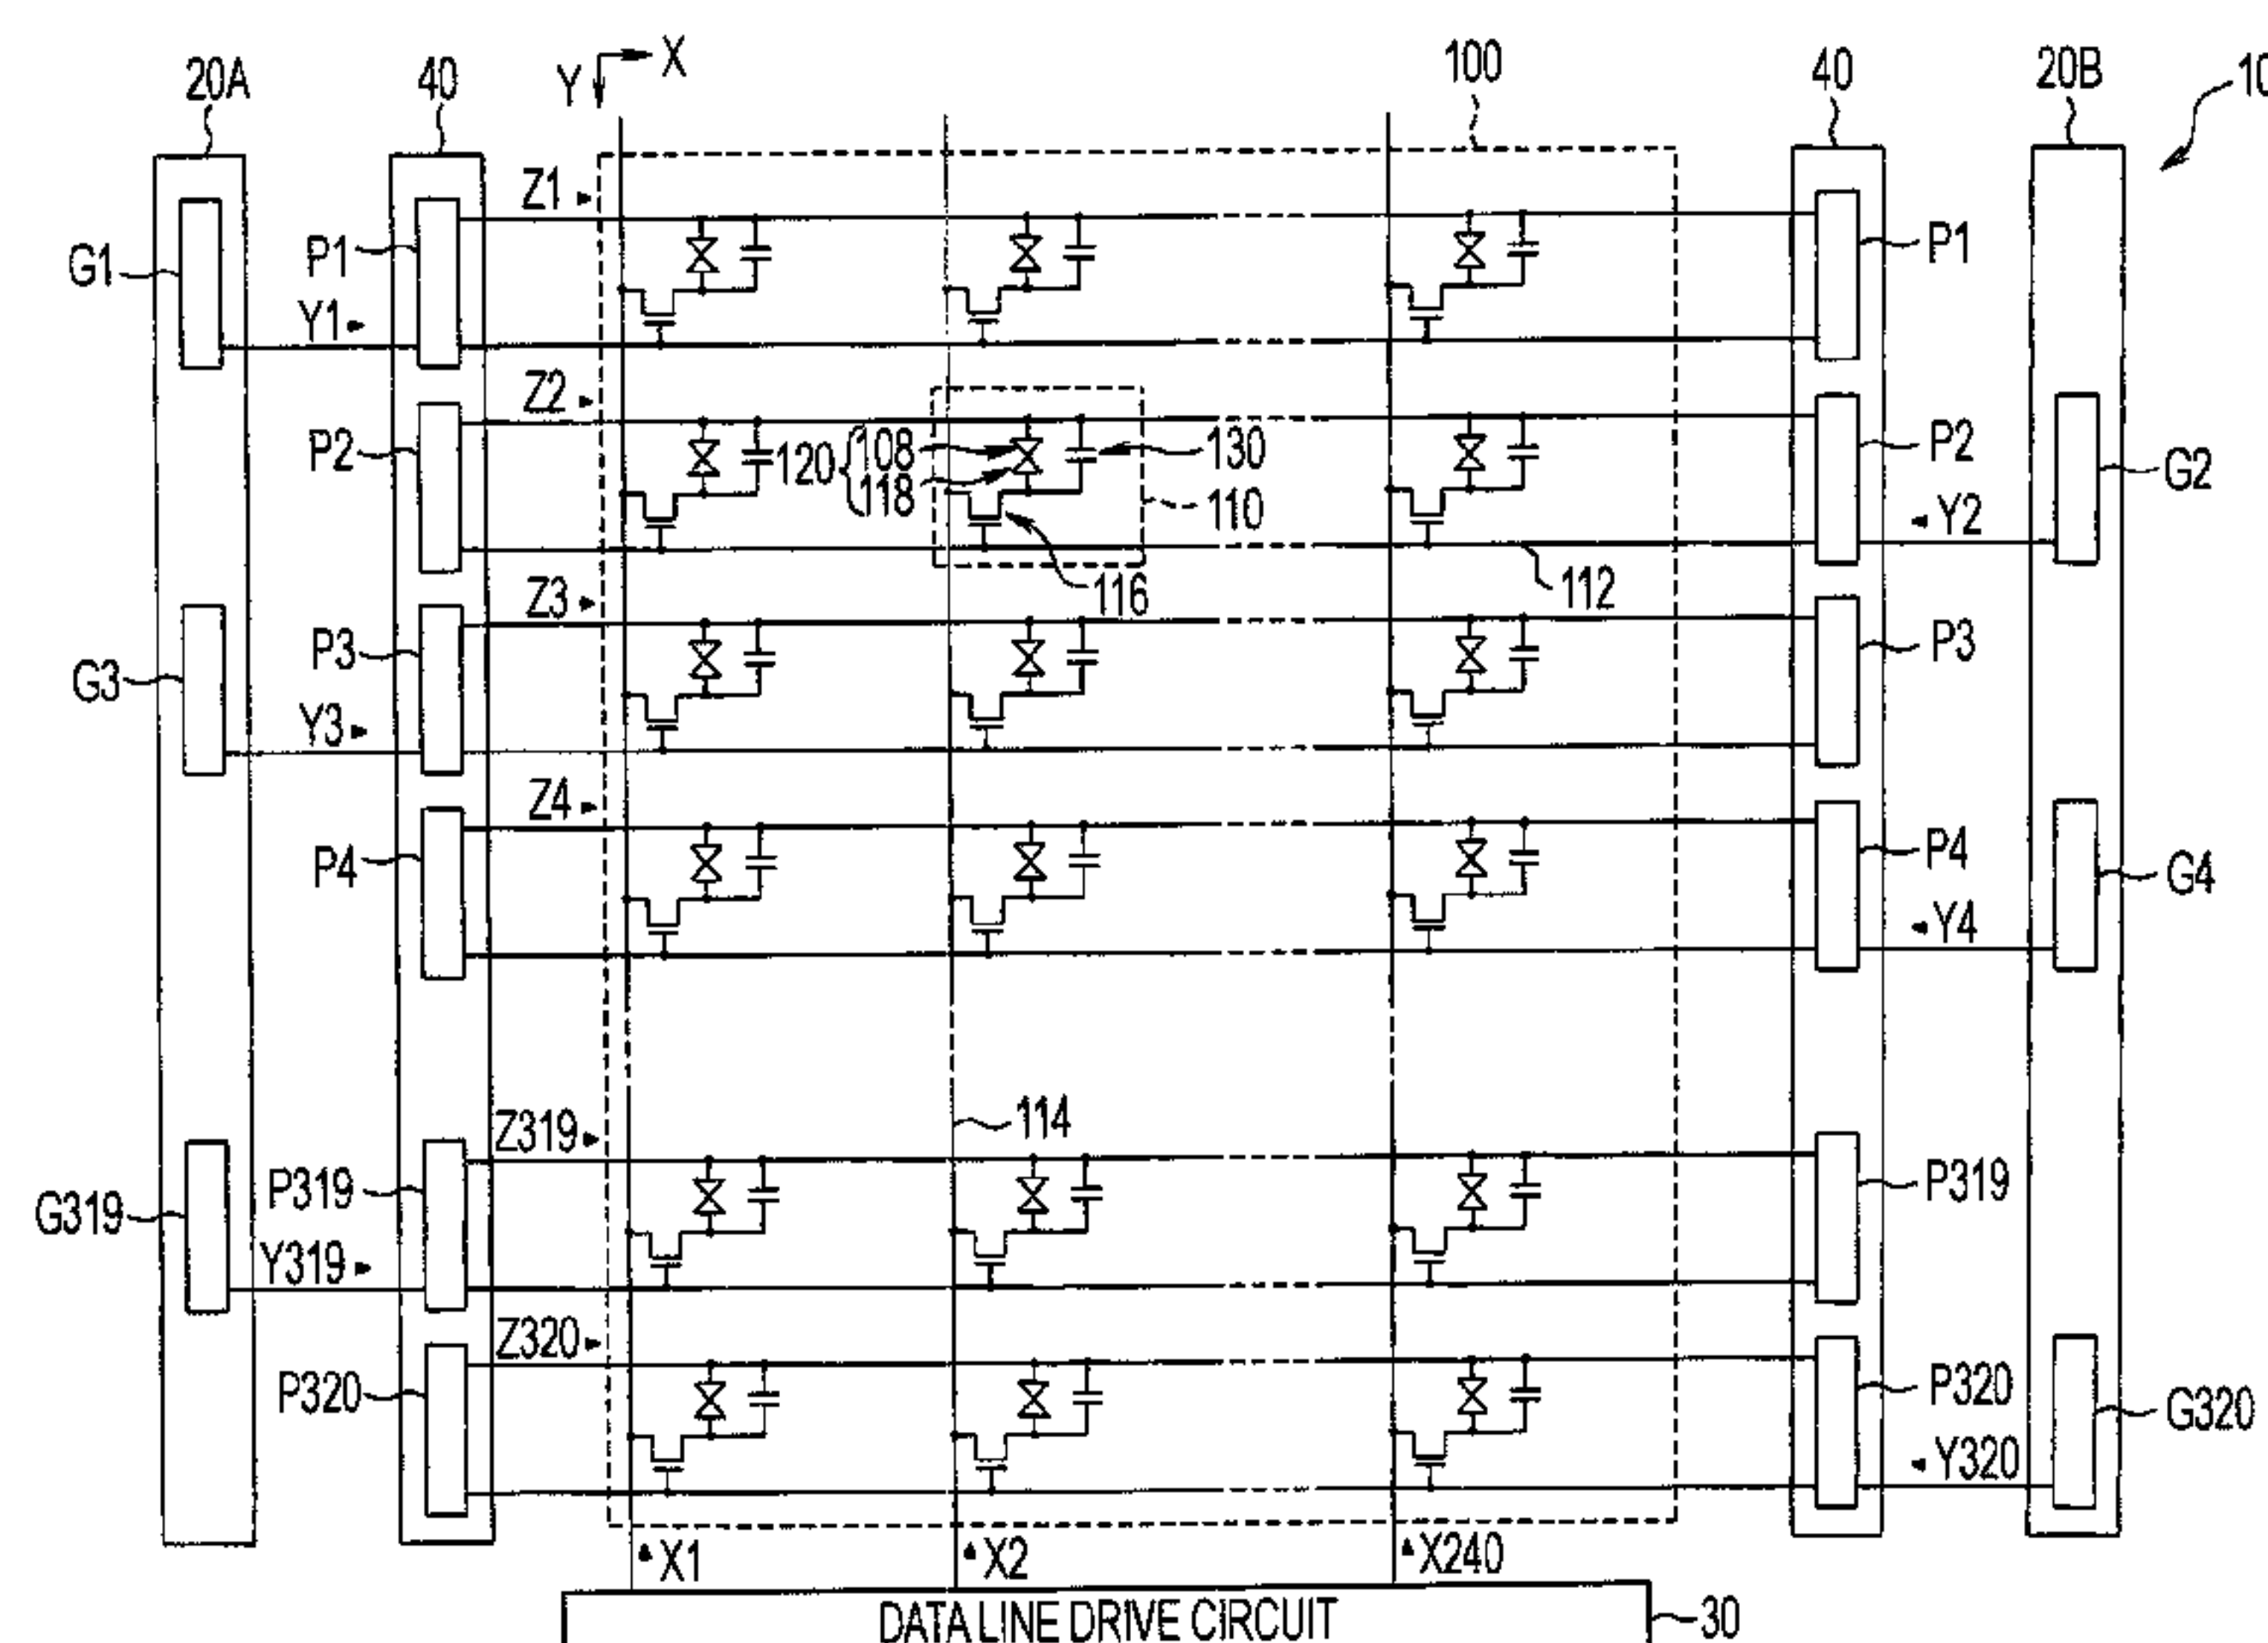 20A 40 Y X 100 40 20B 10
Z1
G1 P1 P1
Y1
Z2
P2 120 108 130 P2 G2
118 110 Y2
116 112
Z3
G3 P3 P3
Y3
Z4
P4 P4 G4
Y4
114
Z319
G319 P319 P319
Y319
Z320
P320 P320 G320
Y320
X1 X2 X240
DATA LINE DRIVE CIRCUIT 30